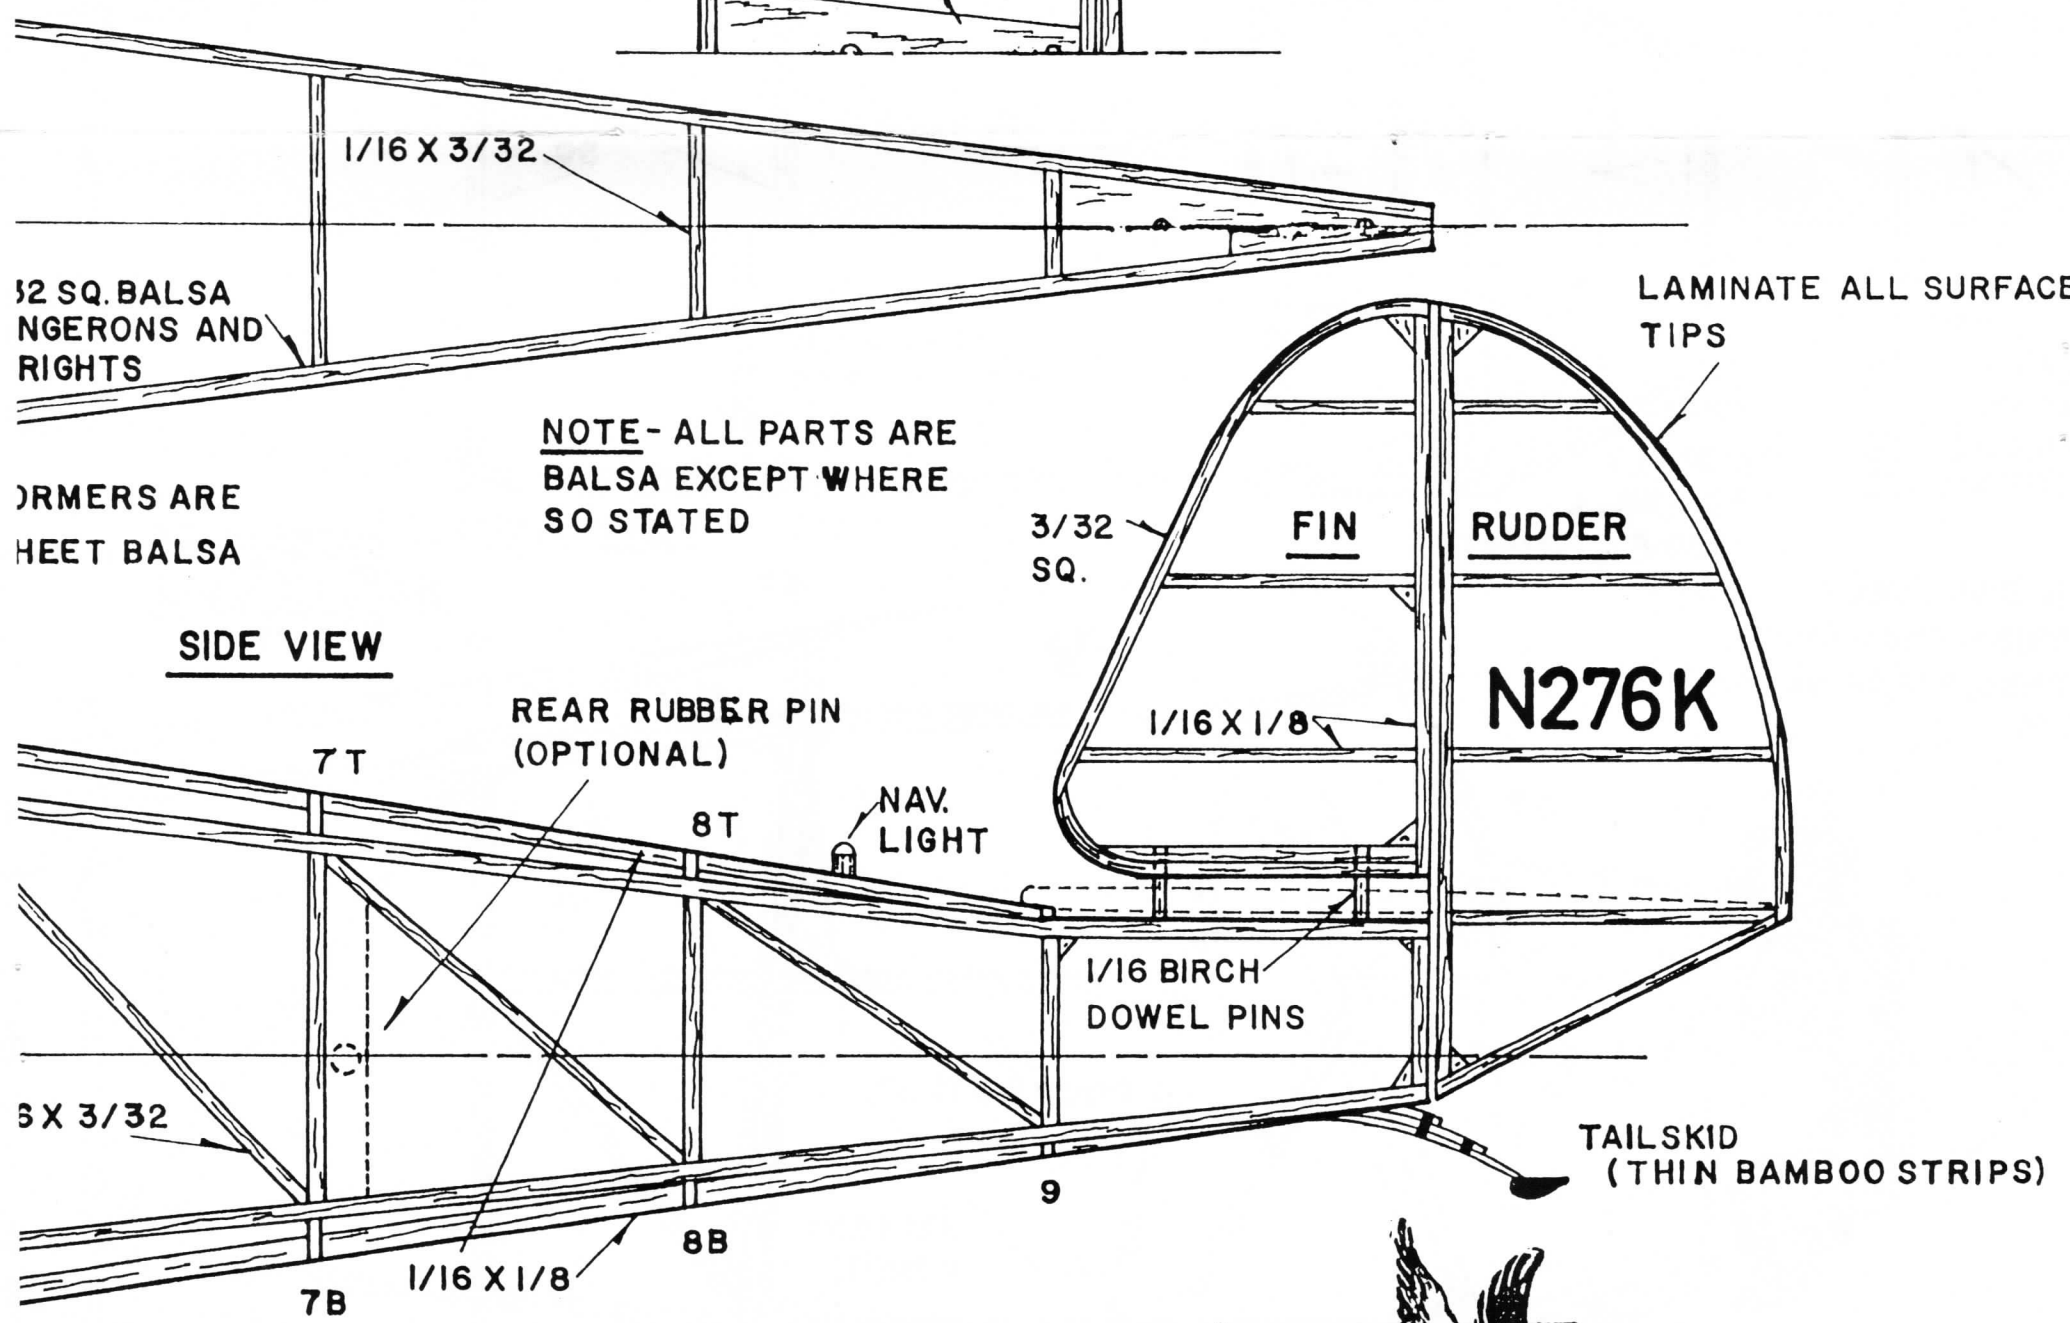 1/16 X 3/32
32 SQ. BALSA
NGERONS AND
RIGHTS
LAMINATE ALL SURFACE
TIPS
NOTE- ALL PARTS ARE
BALSA EXCEPT WHERE
SO STATED
ORMERS ARE
HEET BALSA
3/32
SQ.
FIN
RUDDER
SIDE VIEW
N276K
1/16 X 1/8
REAR RUBBER PIN
(OPTIONAL)
7T
8T
NAV.
LIGHT
1/16 BIRCH
DOWEL PINS
6 X 3/32
TAILSKID
(THIN BAMBOO STRIPS)
9
8B
1/16 X 1/8
7B